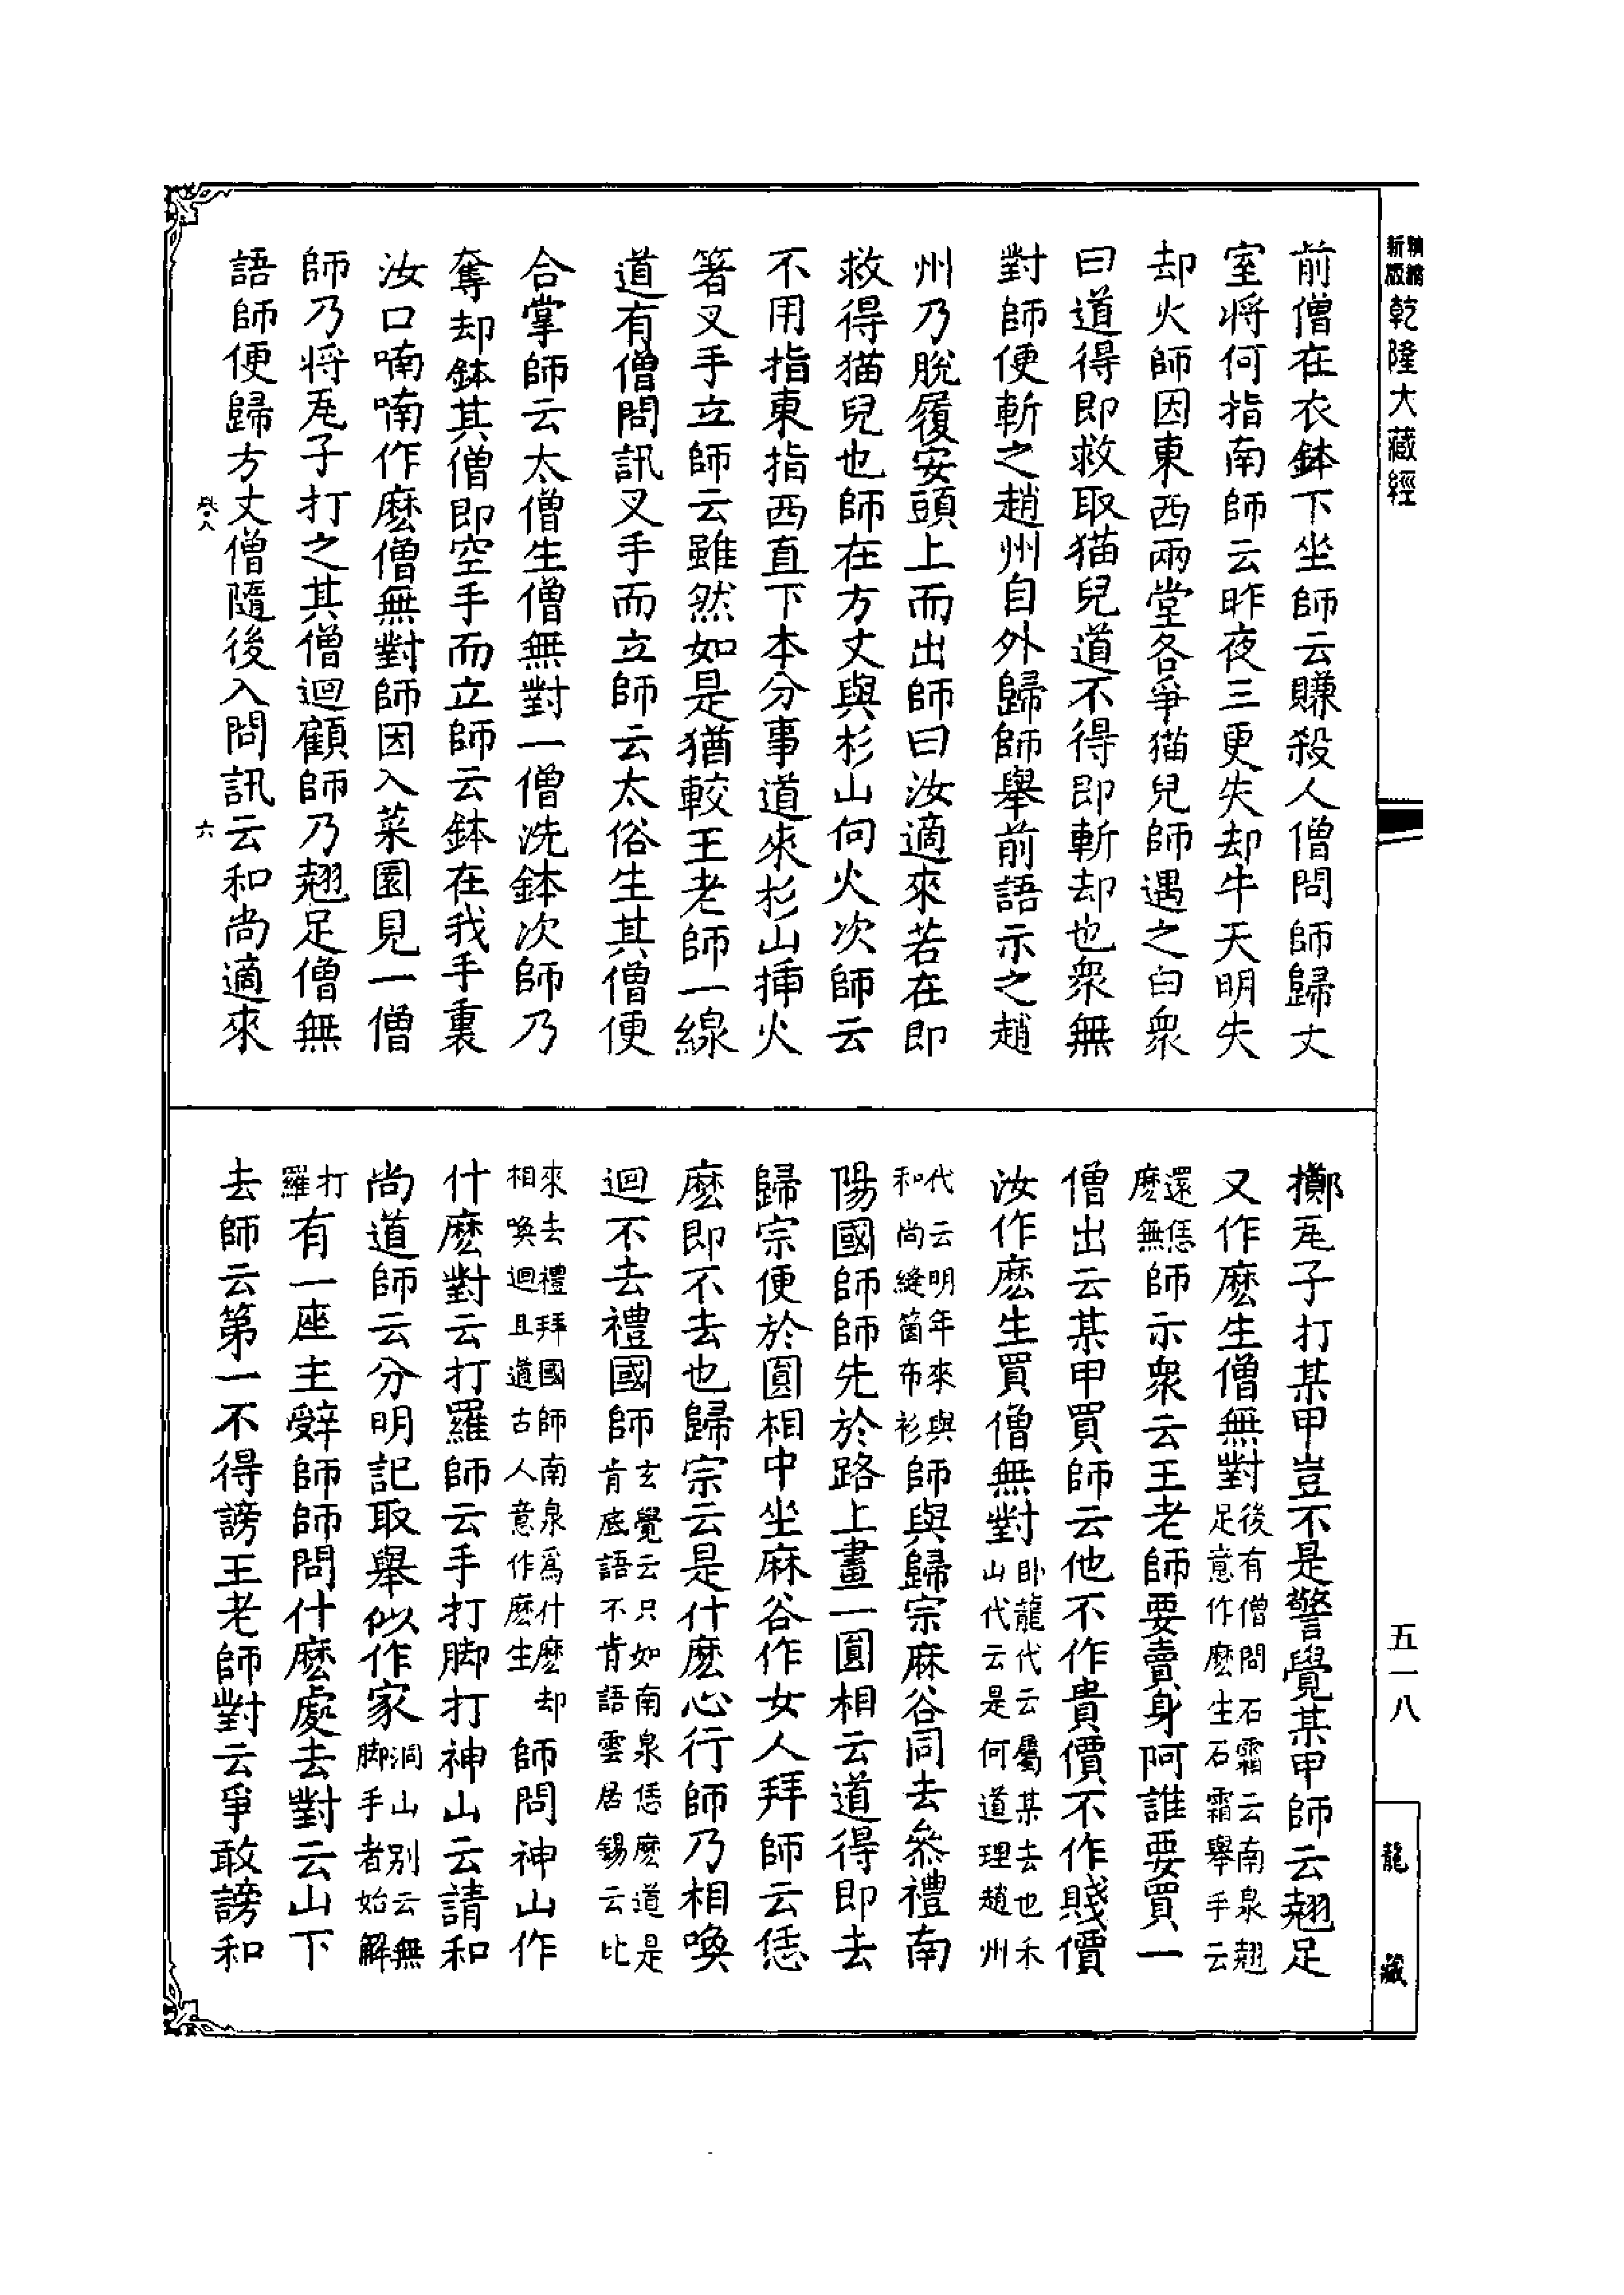 精縮
新版
乾隆大藏經
五一八
龍藏
前僧在衣鉢下坐師云賺殺人僧問師歸丈
室將何指南師云昨夜三更失却牛天明失
却火師因東西兩堂各爭猫兒師遇之白衆
曰道得即救取猫兒道不得即斬却也衆無
對師便斬之趙州自外歸師舉前語示之趙
州乃脫履安頭上而出師曰汝適來若在即
救得猫兒也師在方丈與杉山向火次師云
不用指東指西直下本分事道來杉山揷火
箸叉手立師云雖然如是猶較王老師一線
道有僧問訊叉手而立師云太俗生其僧便
合掌師云太僧生僧無對一僧洗鉢次師乃
奪却鉢其僧即空手而立師云鉢在我手裏
汝口喃喃作麽僧無對師因入菜園見一僧
師乃將瓦子打之其僧迴顧師乃翹足僧無
語師便歸方丈僧隨後入問訊云和尚適來
卷八
六
擲瓦子打某甲豈不是警覺某甲師云翹足
又作麽生僧無對後有僧問石霜云南泉翹足意作麽生石霜舉手云
還恁麽無師示衆云王老師要賣身阿誰要買一
僧出云某甲買師云他不作貴價不作賤價
汝作麽生買僧無對卧龍代云屬某去也禾山代云是何道理趙州
代云明年來與和尚縫箇布衫師與歸宗麻谷同去叅禮南
陽國師師先於路上畫一圓相云道得即去
歸宗便於圓相中坐麻谷作女人拜師云恁
麽即不去也歸宗云是什麽心行師乃相喚
迴不去禮國師玄覺云只如南泉恁麽道是肯底語不肯語雲居錫云比
來去禮拜國師南泉爲什麽却相喚迴且道古人意作麽生師問神山作
什麽對云打羅師云手打脚打神山云請和
尚道師云分明記取舉似作家洞山别云無脚手者始解
打羅有一座主辭師師問什麽處去對云山下
去師云第一不得謗王老師對云爭敢謗和